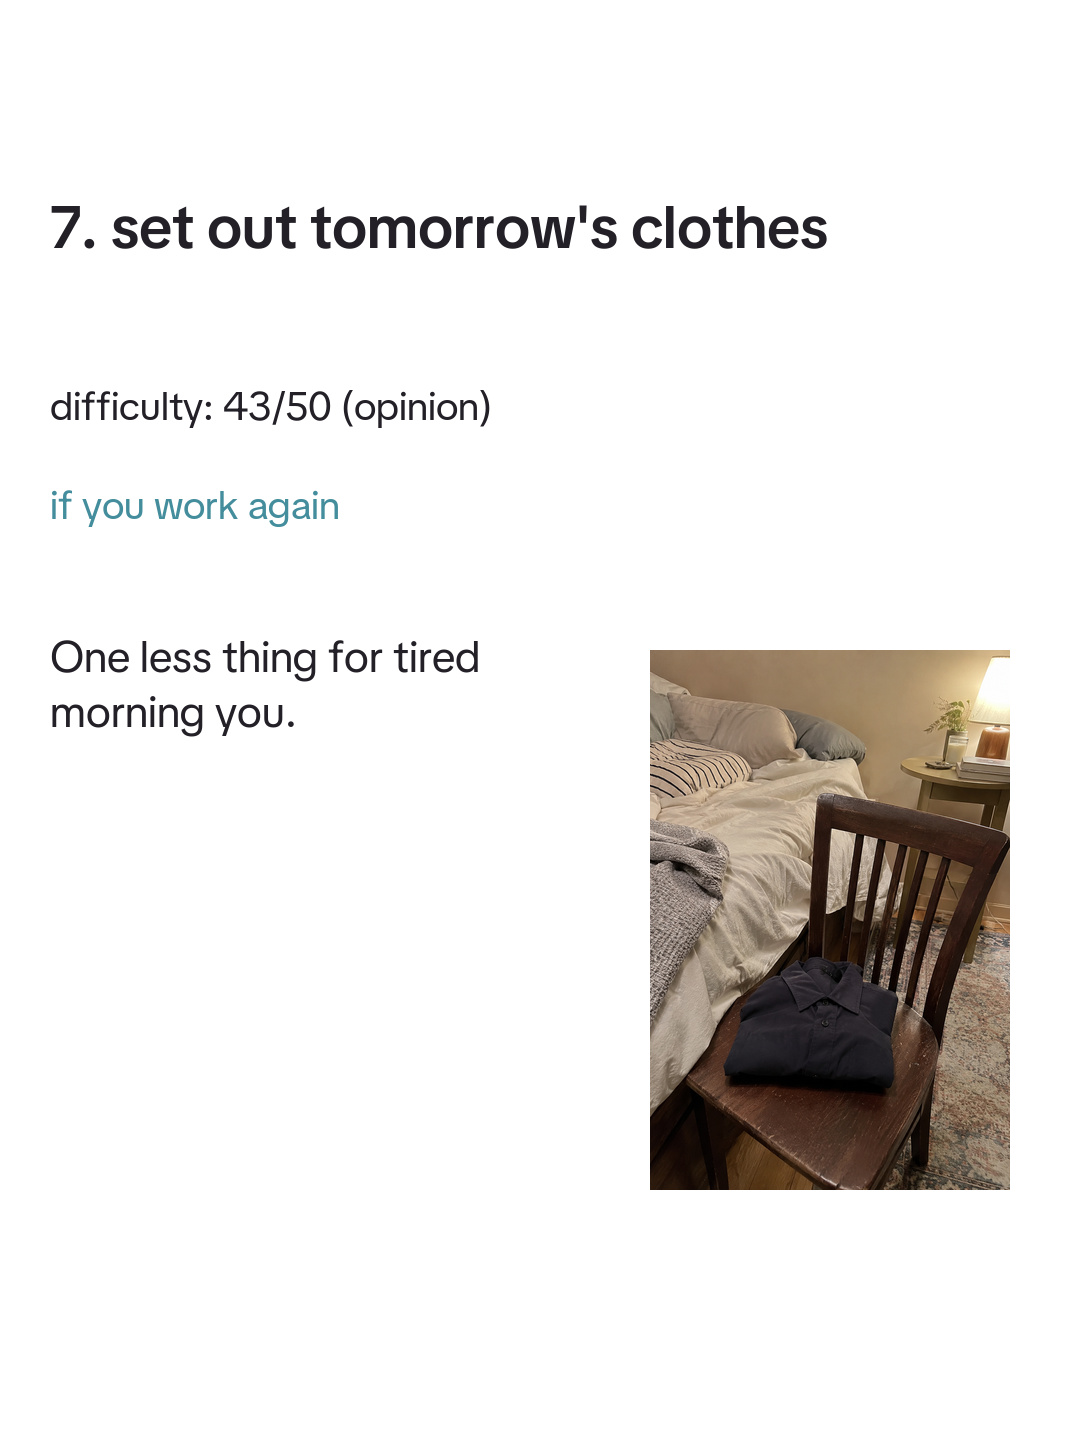 7. set out tomorrow's clothes
difficulty: 43/50 (opinion)
if you work again
One less thing for tired
morning you.